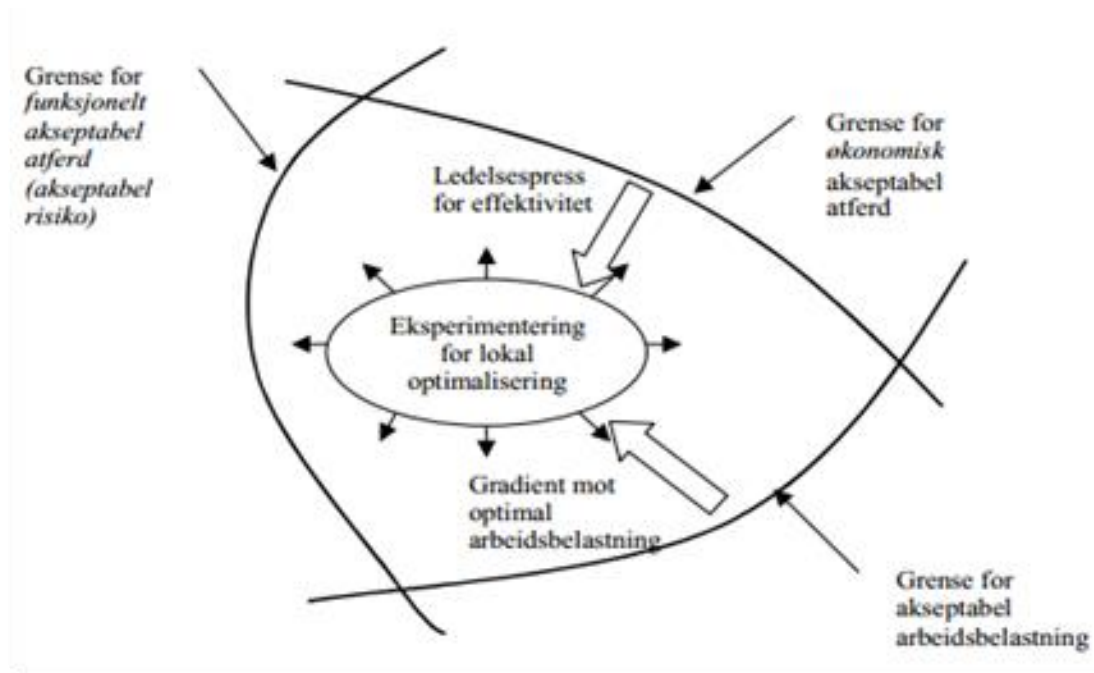 Grense for
funksjonelt
akseptabel
atferd
(akseptabel
risiko)
Ledelsespress
for effektivitet
Grense for
økonomisk
akseptabel
atferd
Eksperimentering
for lokal
optimalisering
Gradient mot
optimal
arbeidsbelastning
Grense for
akseptabel
arbeidsbelastning